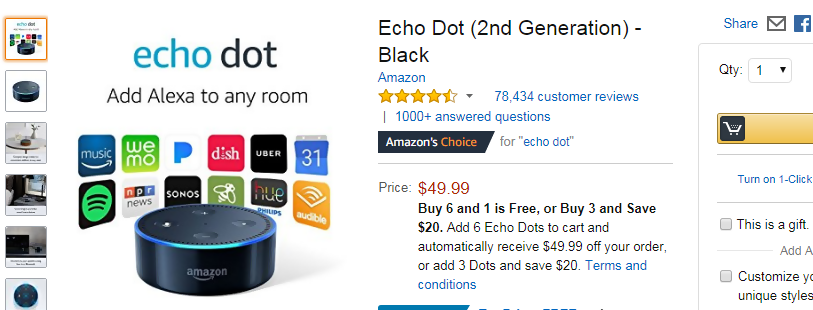 echo dot
Add Alexa to any room
music
we mo
dish
UBER
31
npr
news
SONOS
hue
PHILIPS
audible
amazon
Echo Dot (2nd Generation) -
Black
Amazon
78,434 customer reviews
| 1000+ answered questions
Amazon's Choice for "echo dot"
Price: $49.99
Buy 6 and 1 is Free, or Buy 3 and Save
$20. Add 6 Echo Dots to cart and
automatically receive $49.99 off your order,
or add 3 Dots and save $20. Terms and
conditions
Share
Qty: 1
Turn on 1-Click
This is a gift.
Add A
Customize yo
unique styles